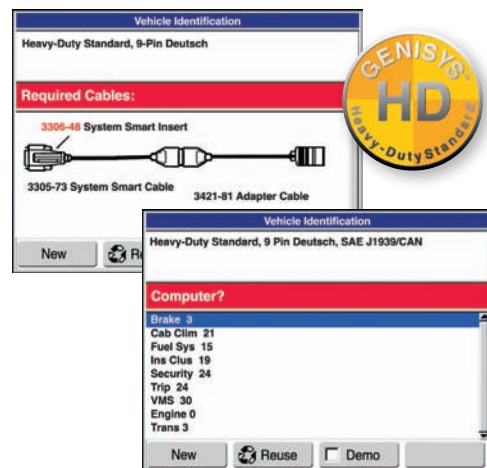 Vehicle Identification
Heavy-Duty Standard, 9-Pin Deutsch
Required Cables:
3306-48 System Smart Insert
3305-73 System Smart Cable
3421-81 Adapter Cable
New
GENISYS
HD
Heavy-Duty Standard
Vehicle Identification
Heavy-Duty Standard, 9 Pin Deutsch, SAE J1939/CAN
Computer?
Brake 3
Cab Clim 21
Fuel Sys 15
Ins Clus 19
Security 24
Trip 24
VMS 30
Engine 0
Trans 3
New
Reuse
Demo